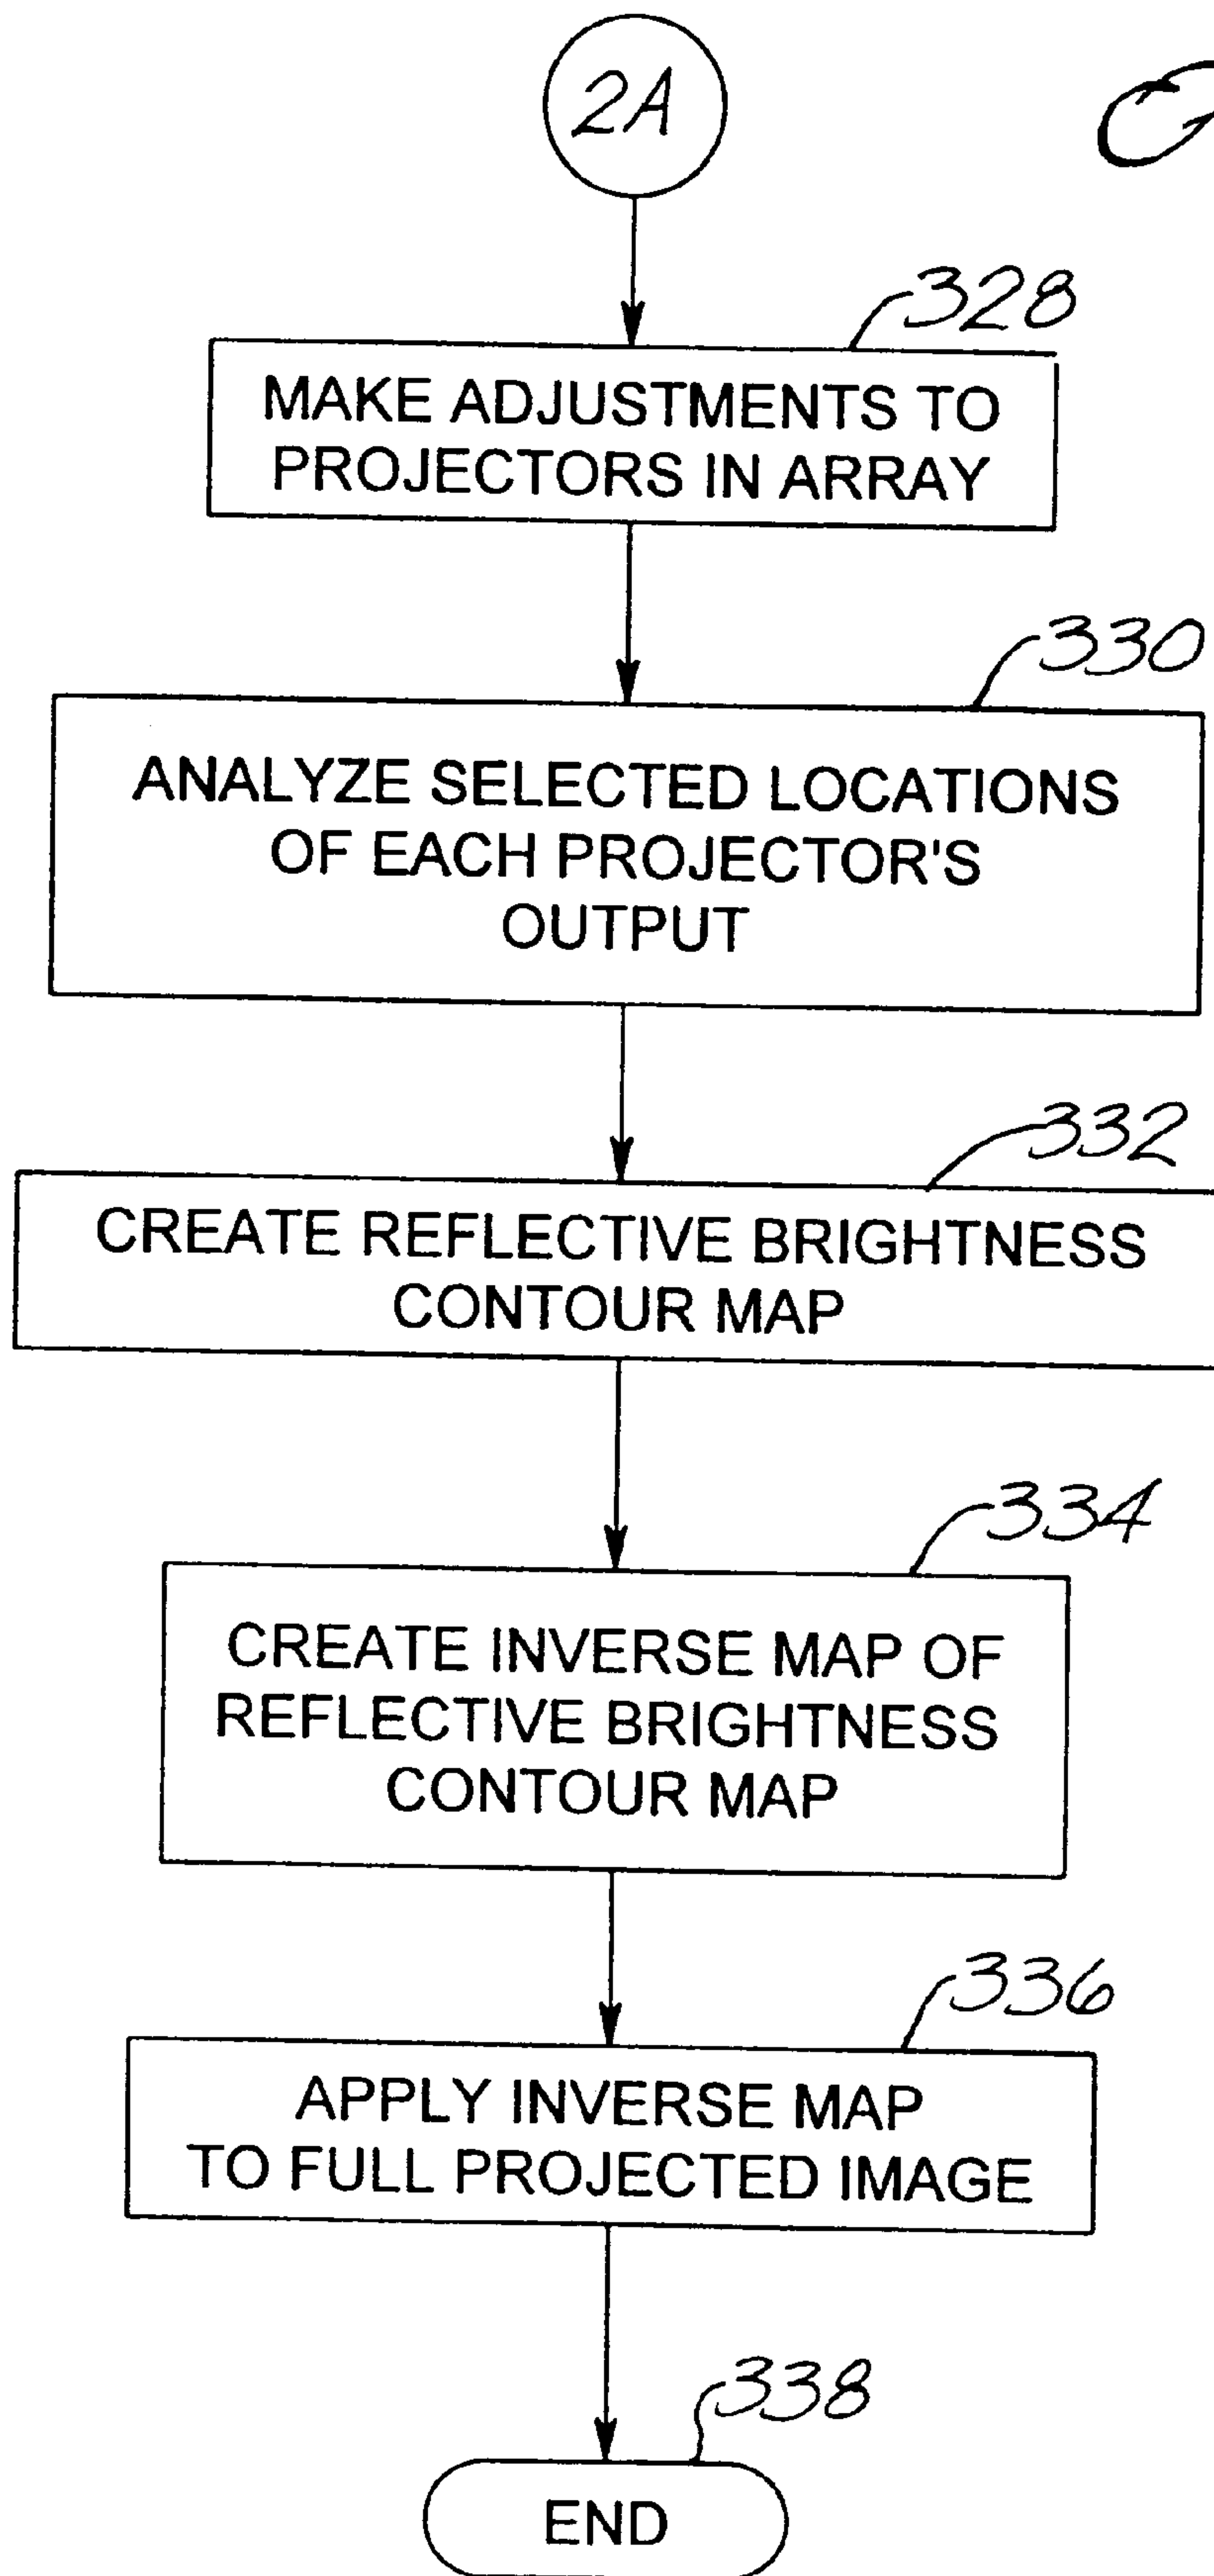 2A
328
MAKE ADJUSTMENTS TO
PROJECTORS IN ARRAY
330
ANALYZE SELECTED LOCATIONS
OF EACH PROJECTOR'S
OUTPUT
332
CREATE REFLECTIVE BRIGHTNESS
CONTOUR MAP
334
CREATE INVERSE MAP OF
REFLECTIVE BRIGHTNESS
CONTOUR MAP
336
APPLY INVERSE MAP
TO FULL PROJECTED IMAGE
338
END